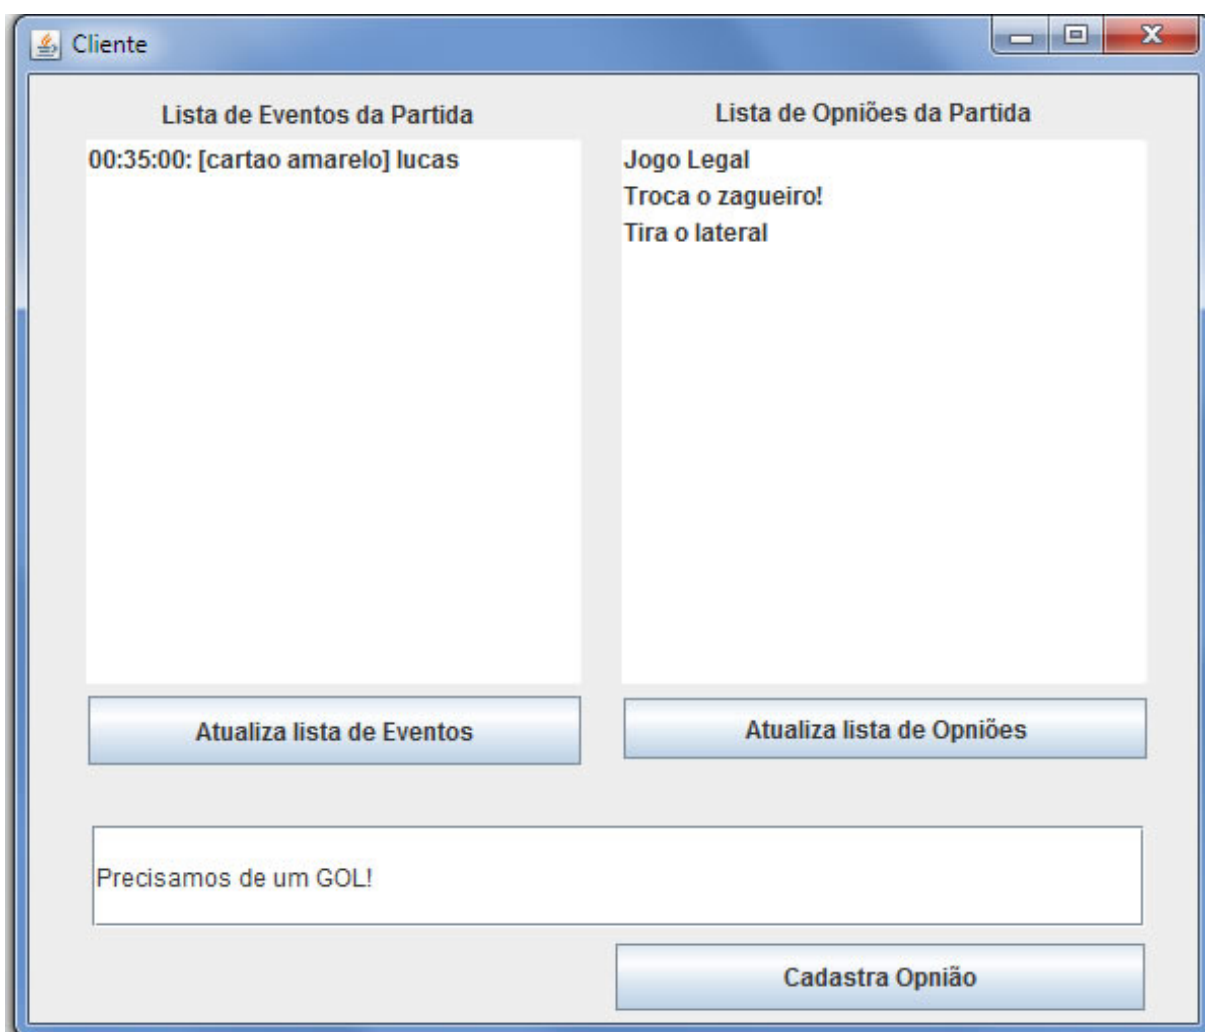 Cliente
Lista de Eventos da Partida
00:35:00: [cartao amarelo] lucas
Atualiza lista de Eventos
Lista de Opniões da Partida
Jogo Legal
Troca o zagueiro!
Tira o lateral
Atualiza lista de Opniões
Precisamos de um GOL!
Cadastra Opnião